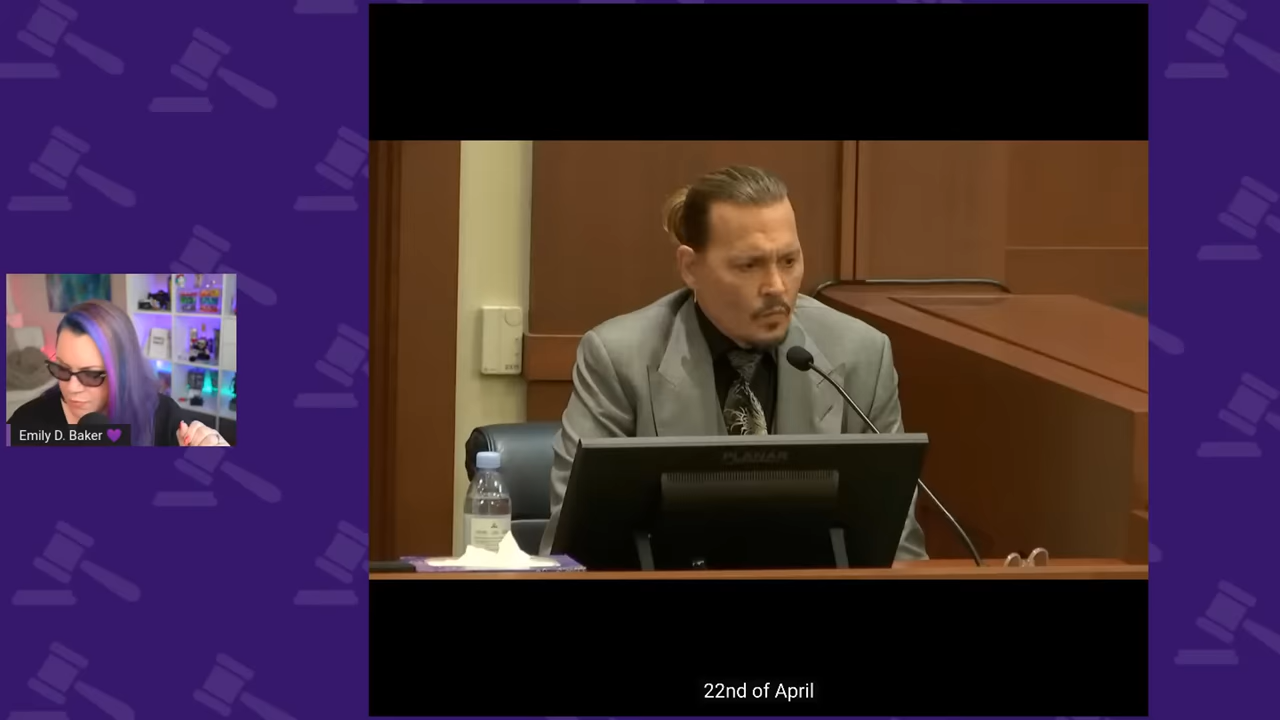 PLANAR
Emily D. Baker 💜
22nd of April